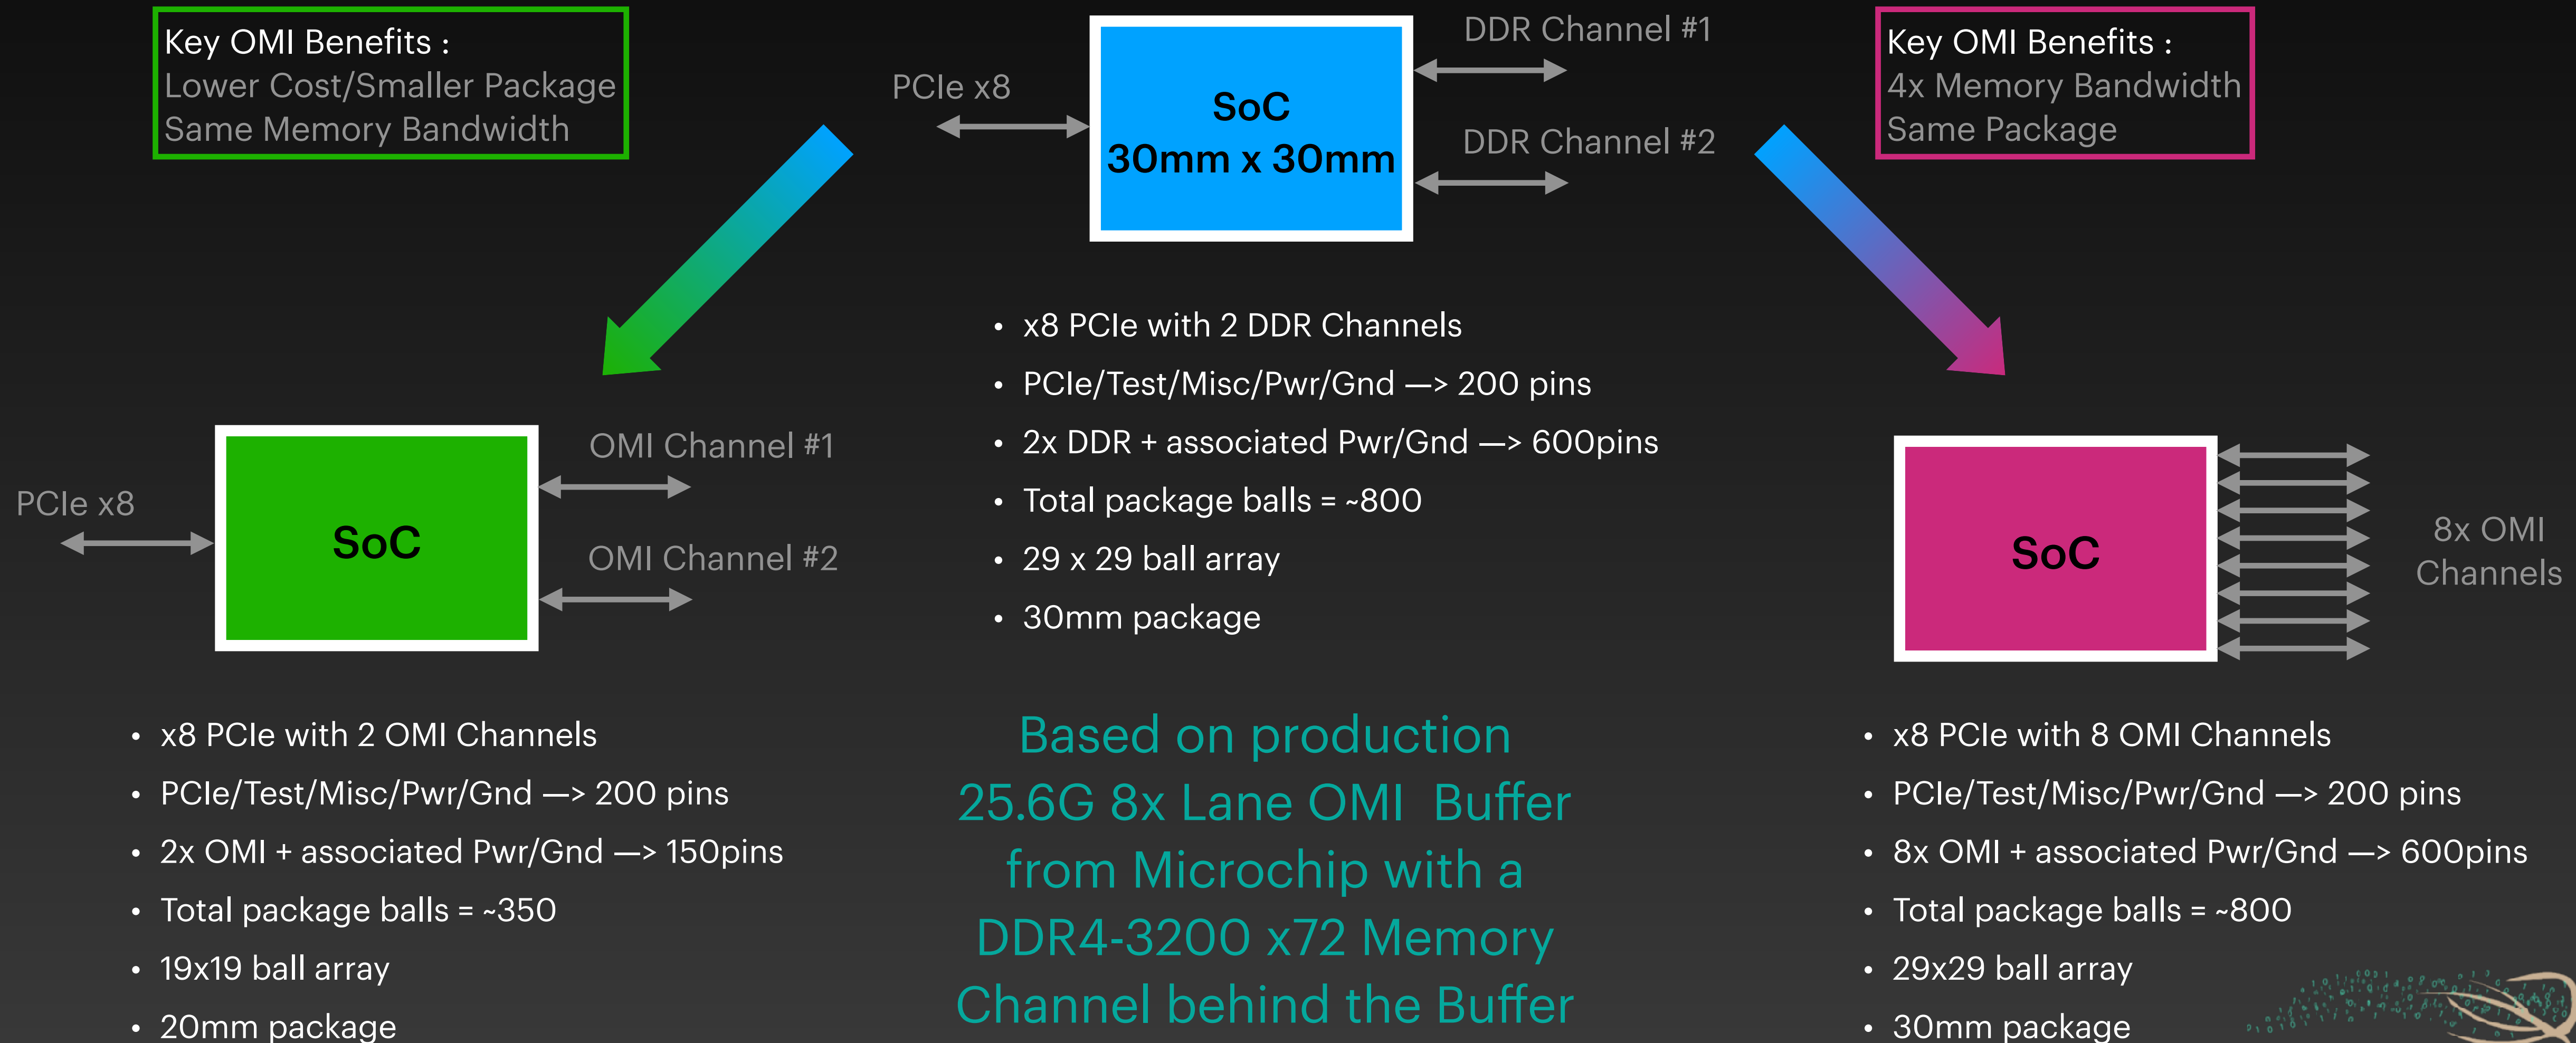 Key OMI Benefits :
Lower Cost/Smaller Package
Same Memory Bandwidth
PCIe x8
SoC
30mm x 30mm
DDR Channel #1
DDR Channel #2
Key OMI Benefits :
4x Memory Bandwidth
Same Package
• x8 PCIe with 2 DDR Channels
• PCIe/Test/Misc/Pwr/Gnd —> 200 pins
• 2x DDR + associated Pwr/Gnd —> 600pins
• Total package balls = ~800
• 29 x 29 ball array
• 30mm package
PCIe x8
SoC
OMI Channel #1
OMI Channel #2
SoC
8x OMI
Channels
• x8 PCIe with 2 OMI Channels
• PCIe/Test/Misc/Pwr/Gnd —> 200 pins
• 2x OMI + associated Pwr/Gnd —> 150pins
• Total package balls = ~350
• 19x19 ball array
• 20mm package
Based on production
25.6G 8x Lane OMI Buffer
from Microchip with a
DDR4-3200 x72 Memory
Channel behind the Buffer
• x8 PCIe with 8 OMI Channels
• PCIe/Test/Misc/Pwr/Gnd —> 200 pins
• 8x OMI + associated Pwr/Gnd —> 600pins
• Total package balls = ~800
• 29x29 ball array
• 30mm package